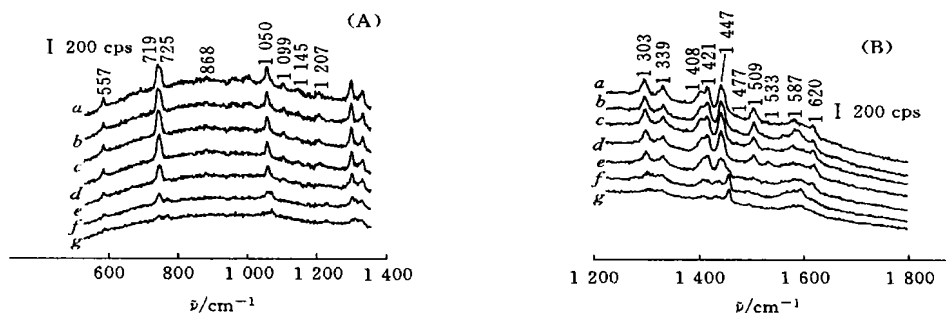 (A)
I 200 cps
557
719
725
868
1 050
1 099
1 145
1 207
a
b
c
d
e
f
g
600 800 1 000 1 200 1 400
ν̃/cm⁻¹
(B)
1 303
1 339
1 408
1 421
1 447
1 477
1 509
1 533
1 587
1 620
I 200 cps
a
b
c
d
e
f
g
1 200 1 400 1 600 1 800
ν̃/cm⁻¹